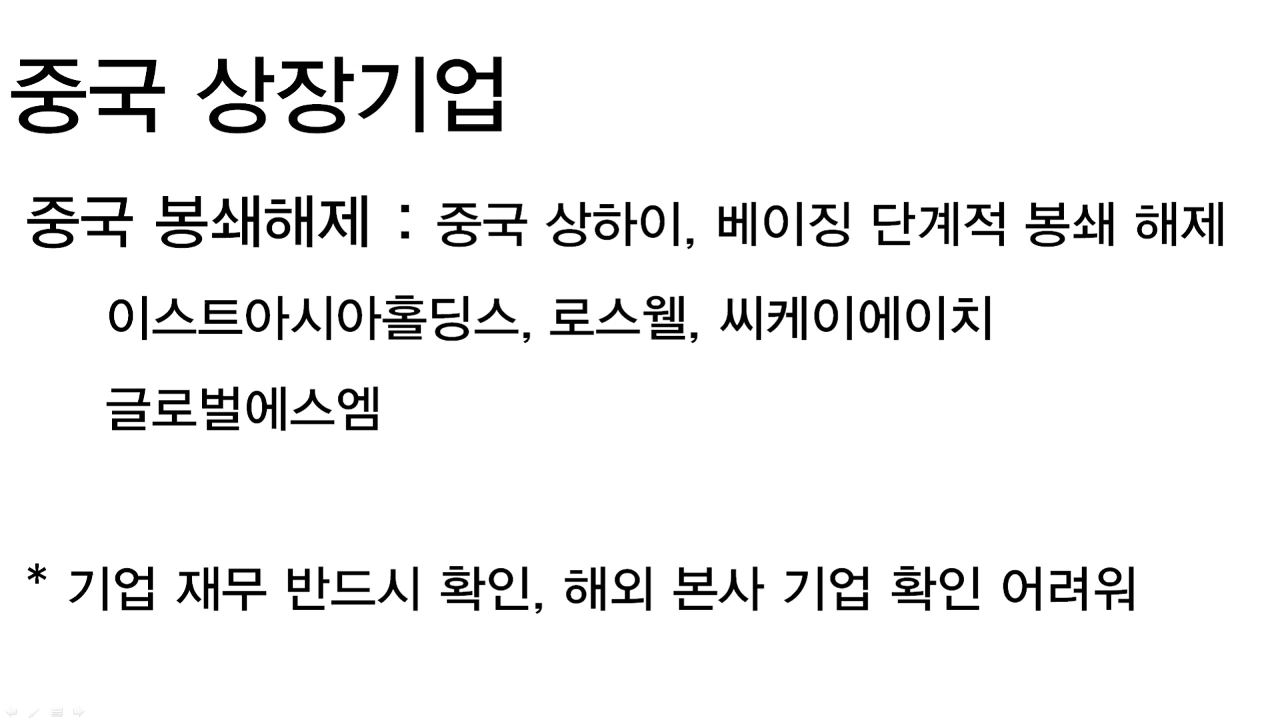 중국 상장기업
중국 봉쇄해제 : 중국 상하이, 베이징 단계적 봉쇄 해제
이스트아시아홀딩스, 로스웰, 씨케이에이치
글로벌에스엠
* 기업 재무 반드시 확인, 해외 본사 기업 확인 어려워